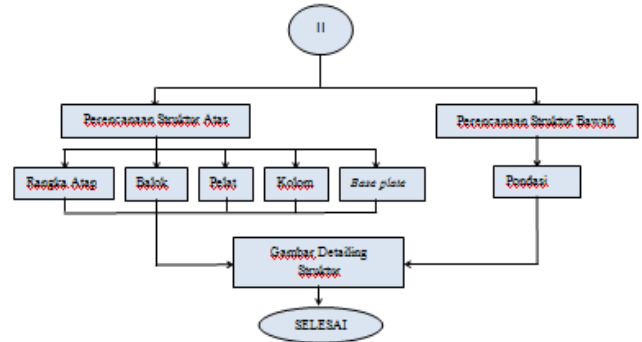 II
Perencanaan Struktur Atas
Perencanaan Struktur Bawah
Rangka Atap
Balok
Pelat
Kolom
Base plate
Pondasi
Gambar Detailing
Struktur
SELESAI